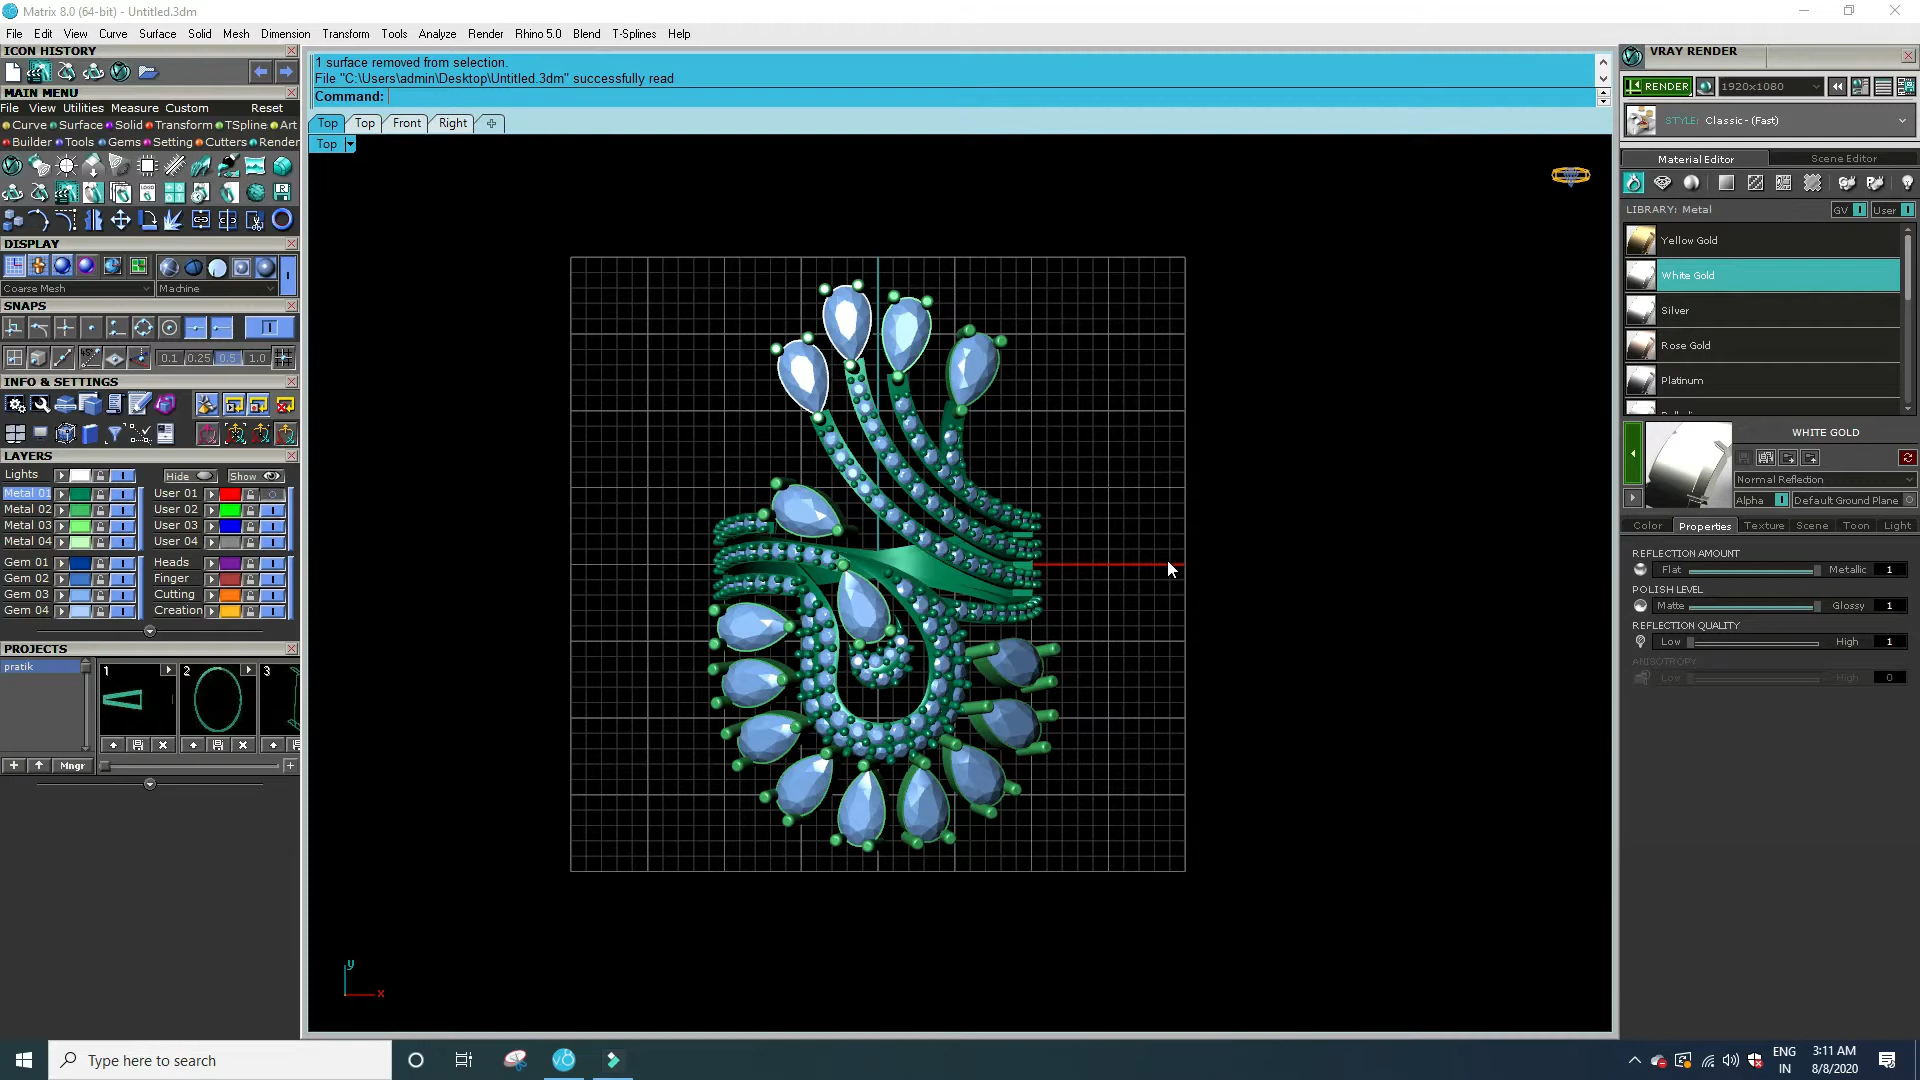 Matrix 8.0 (64-bit) - Untitled.3dm
File Edit View Curve Surface Solid Mesh Dimension Transform Tools Analyze Render Rhino 5.0 Blend T-Splines Help
ICON HISTORY
MAIN MENU
File View Utilities Measure Custom Reset
Curve Surface Solid Transform TSpline Art
Builder Tools Gems Setting Cutters Render
DISPLAY
Coarse Mesh Machine
SNAPS
0.1 0.25 0.5 1.0
INFO & SETTINGS
LAYERS
Lights Hide Show
Metal 01 User 01
Metal 02 User 02
Metal 03 User 03
Metal 04 User 04
Gem 01 Heads
Gem 02 Finger
Gem 03 Cutting
Gem 04 Creation
PROJECTS
pratik
1 2 3
Mngr
1 surface removed from selection.
File "C:\Users\admin\Desktop\Untitled.3dm" successfully read
Command:
Top Top Front Right
Top
y
x
VRAY RENDER
RENDER 1920x1080
STYLE: Classic - (Fast)
Material Editor Scene Editor
LIBRARY: Metal GV User
Yellow Gold
White Gold
Silver
Rose Gold
Platinum
WHITE GOLD
Normal Reflection
Alpha Default Ground Plane
Color Properties Texture Scene Toon Light
REFLECTION AMOUNT
Flat Metallic 1
POLISH LEVEL
Matte Glossy 1
REFLECTION QUALITY
Low High 1
ANISOTROPY
Low High 0
Type here to search
ENG
IN
3:11 AM
8/8/2020